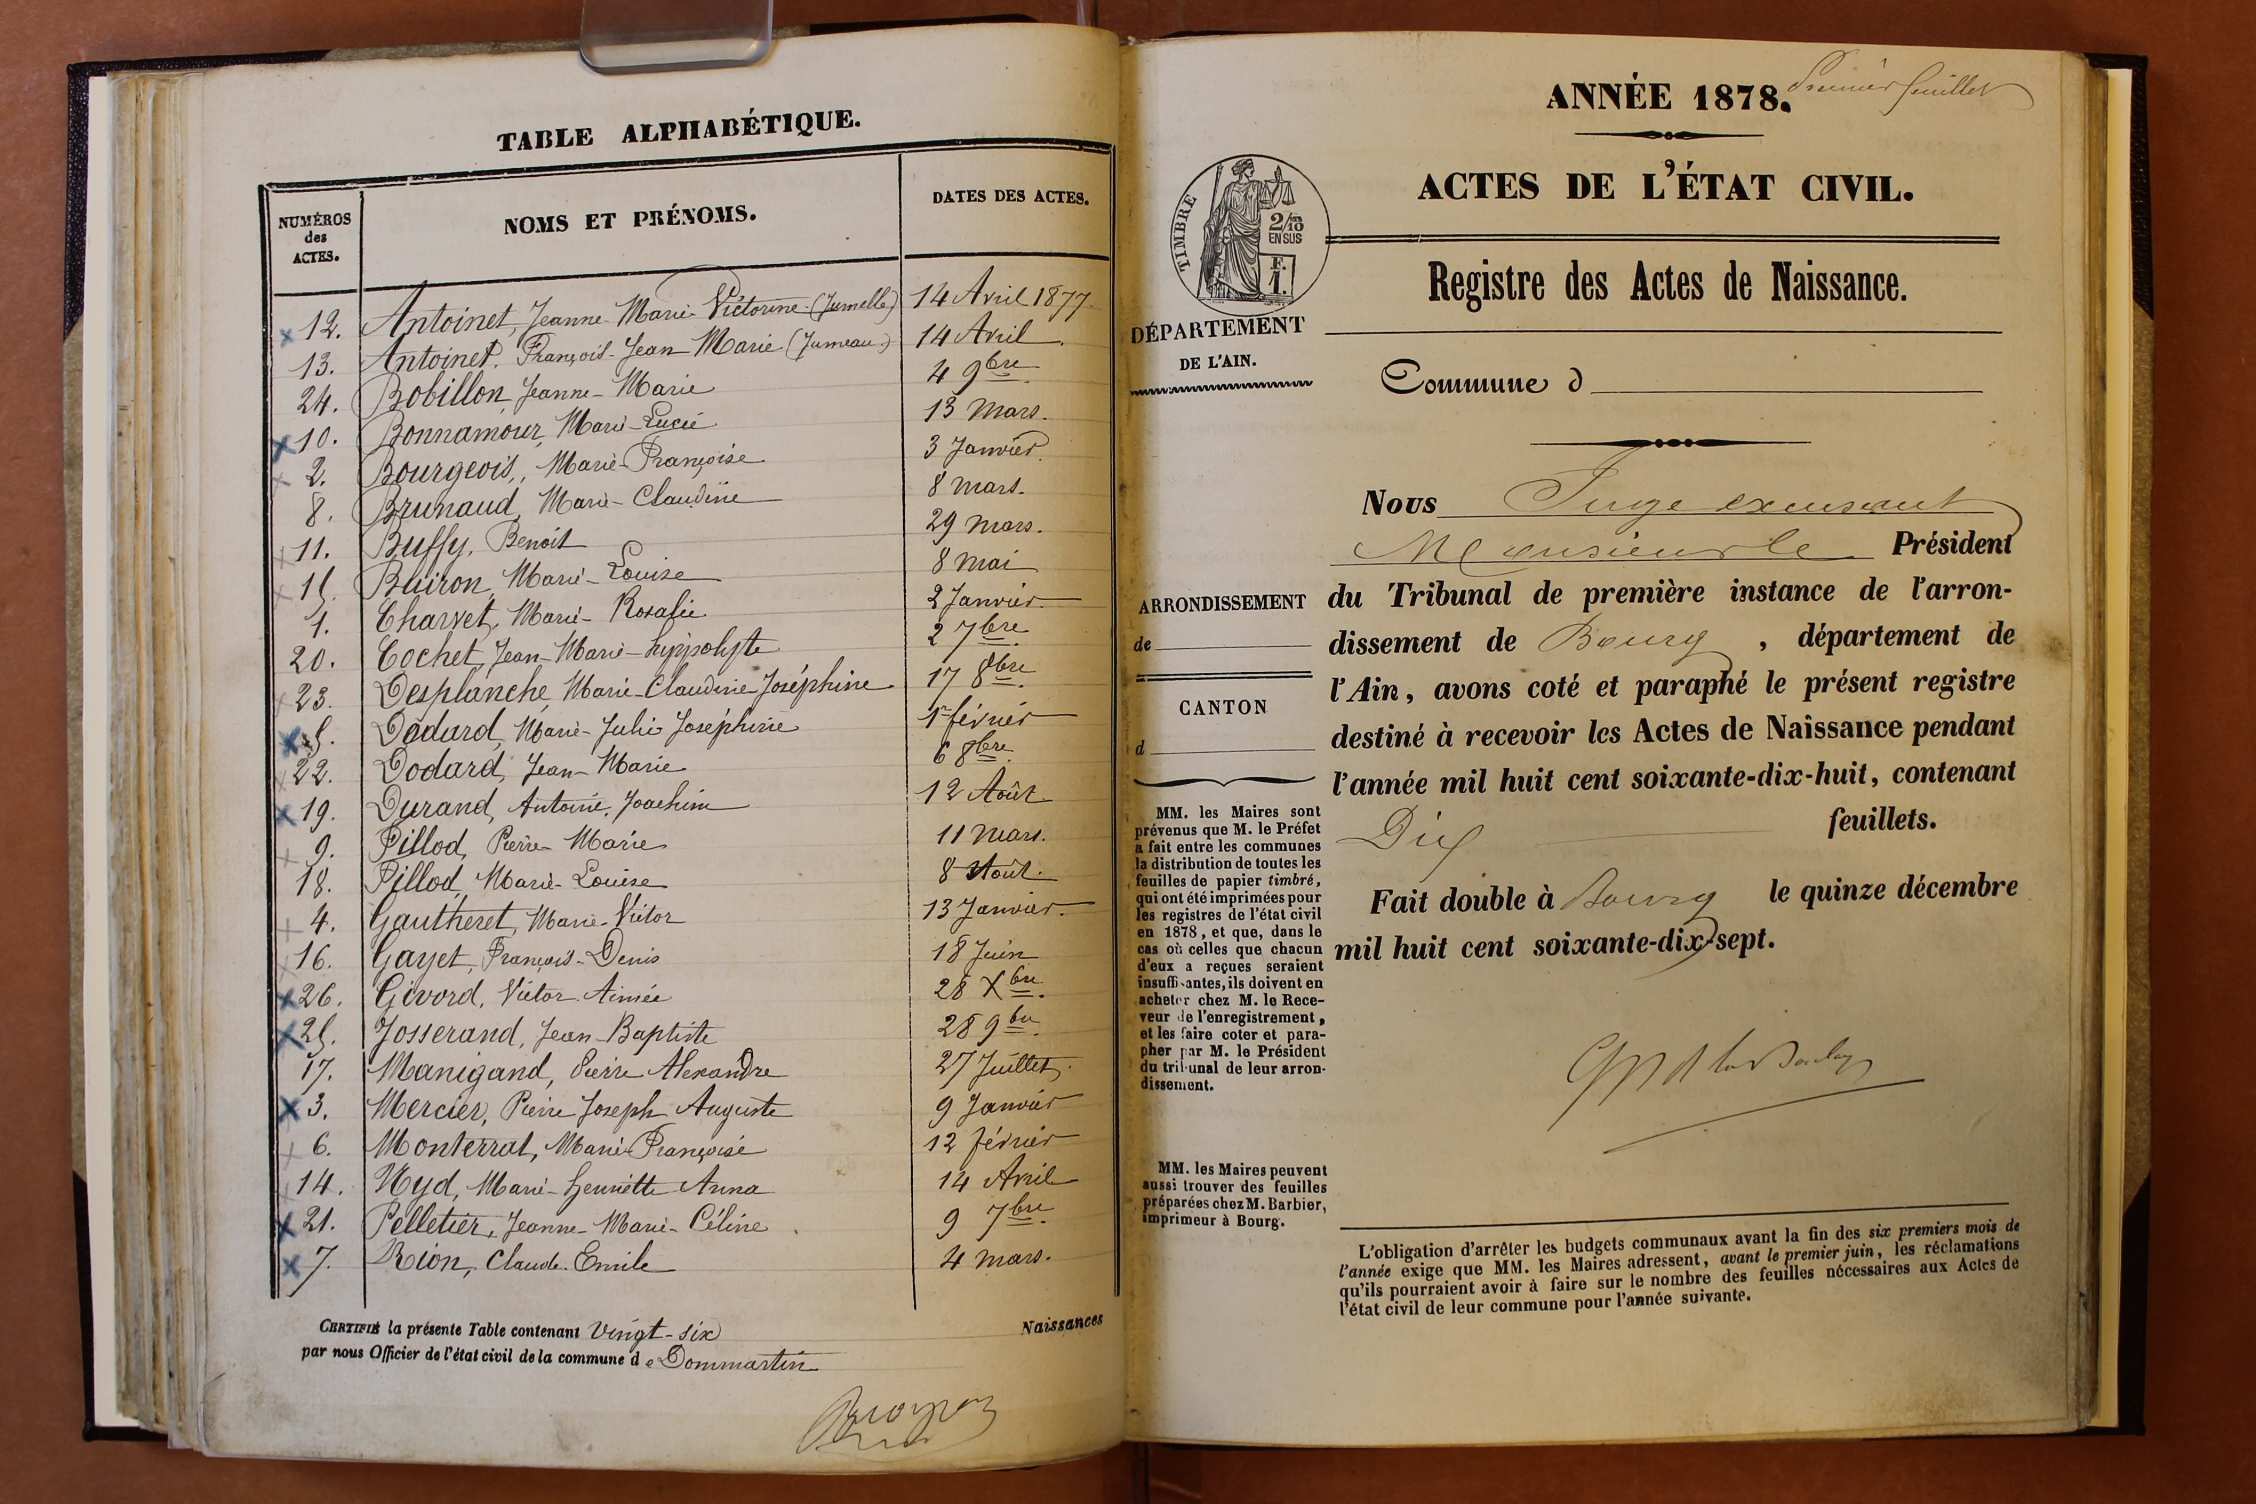 TABLE ALPHABÉTIQUE.
NUMÉROS
des
ACTES.
NOMS ET PRÉNOMS.
DATES DES ACTES.
12. Antoinet, Jeanne-Marie-Victorine-(Jumelle) 14 Avril 1877.
13. Antoinet. François-Jean Marie (Jumeau) 14 Avril.
24. Bobillon, Jeanne-Marie 4 9bre
10. Bonnamour, Marie-Lucie 13 Mars.
2. Bourgeois, Marie-Françoise 3 Janvier.
8. Brunaud, Marie-Claudine 8 Mars.
11. Buffy, Benoit 29 Mars.
15. Buiron, Marie-Louise 8 Mai
1. Charvet, Marie-Rosalie 2 Janvier
20. Cochet, Jean-Marie-hyppolyte 2 7bre
23. Desplanche, Marie-Claudine Joséphine 17 8bre
5. Dodard, Marie-Julie Joséphine 1er février
22. Dodard, Jean-Marie 6 8bre
19. Durand, Antoine, Joachim 12 Août
9. Fillod, Pierre-Marie 11 Mars.
18. Fillod, Marie-Louise 8 Août.
4. Gautheret, Marie-Victor 13 Janvier.
16. Gayet, François-Denis 18 Juin
26. Givord, Victor Aimée 28 Xbre
25. Josserand, Jean-Baptiste 28 9bre
17. Manigand, Pierre Alexandre 27 Juillet.
3. Mercier, Pierre Joseph Auguste 9 Janvier
6. Monterrat, Marie-Françoise 12 février
14. Nyd, Marie-henriette Anna 14 Avril
21. Pelletier, Jeanne-Marie-Céline 9 7bre
7. Rion, Claude-Emile 4 Mars.
CERTIFIÉ la présente Table contenant Vingt-six Naissances
par nous Officier de l'état civil de la commune de Dommartin
ANNÉE 1878.
Premier feuillet
ACTES DE L'ÉTAT CIVIL.
TIMBRE
2/10
EN SUS
F.
1.
Registre des Actes de Naissance.
DÉPARTEMENT
DE L'AIN.
Commune d
Nous Juge excusant
Monsieur le Président
du Tribunal de première instance de l'arron-
dissement de Bourg, département de
l'Ain, avons coté et paraphé le présent registre
destiné à recevoir les Actes de Naissance pendant
l'année mil huit cent soixante-dix-huit, contenant
Dix feuillets.
Fait double à Bourg le quinze décembre
mil huit cent soixante-dix-sept.
ARRONDISSEMENT
de
CANTON
d
MM. les Maires sont
prévenus que M. le Préfet
a fait entre les communes
la distribution de toutes les
feuilles de papier timbré,
qui ont été imprimées pour
les registres de l'état civil
en 1878, et que, dans le
cas où celles que chacun
d'eux a reçues seraient
insuffisantes, ils doivent en
acheter chez M. le Rece-
veur de l'enregistrement,
et les faire coter et para-
pher par M. le Président
du tribunal de leur arron-
dissement.
MM. les Maires peuvent
aussi trouver des feuilles
préparées chez M. Barbier,
imprimeur à Bourg.
L'obligation d'arrêter les budgets communaux avant la fin des six premiers mois de
l'année exige que MM. les Maires adressent, avant le premier juin, les réclamations
qu'ils pourraient avoir à faire sur le nombre des feuilles nécessaires aux Actes de
l'état civil de leur commune pour l'année suivante.